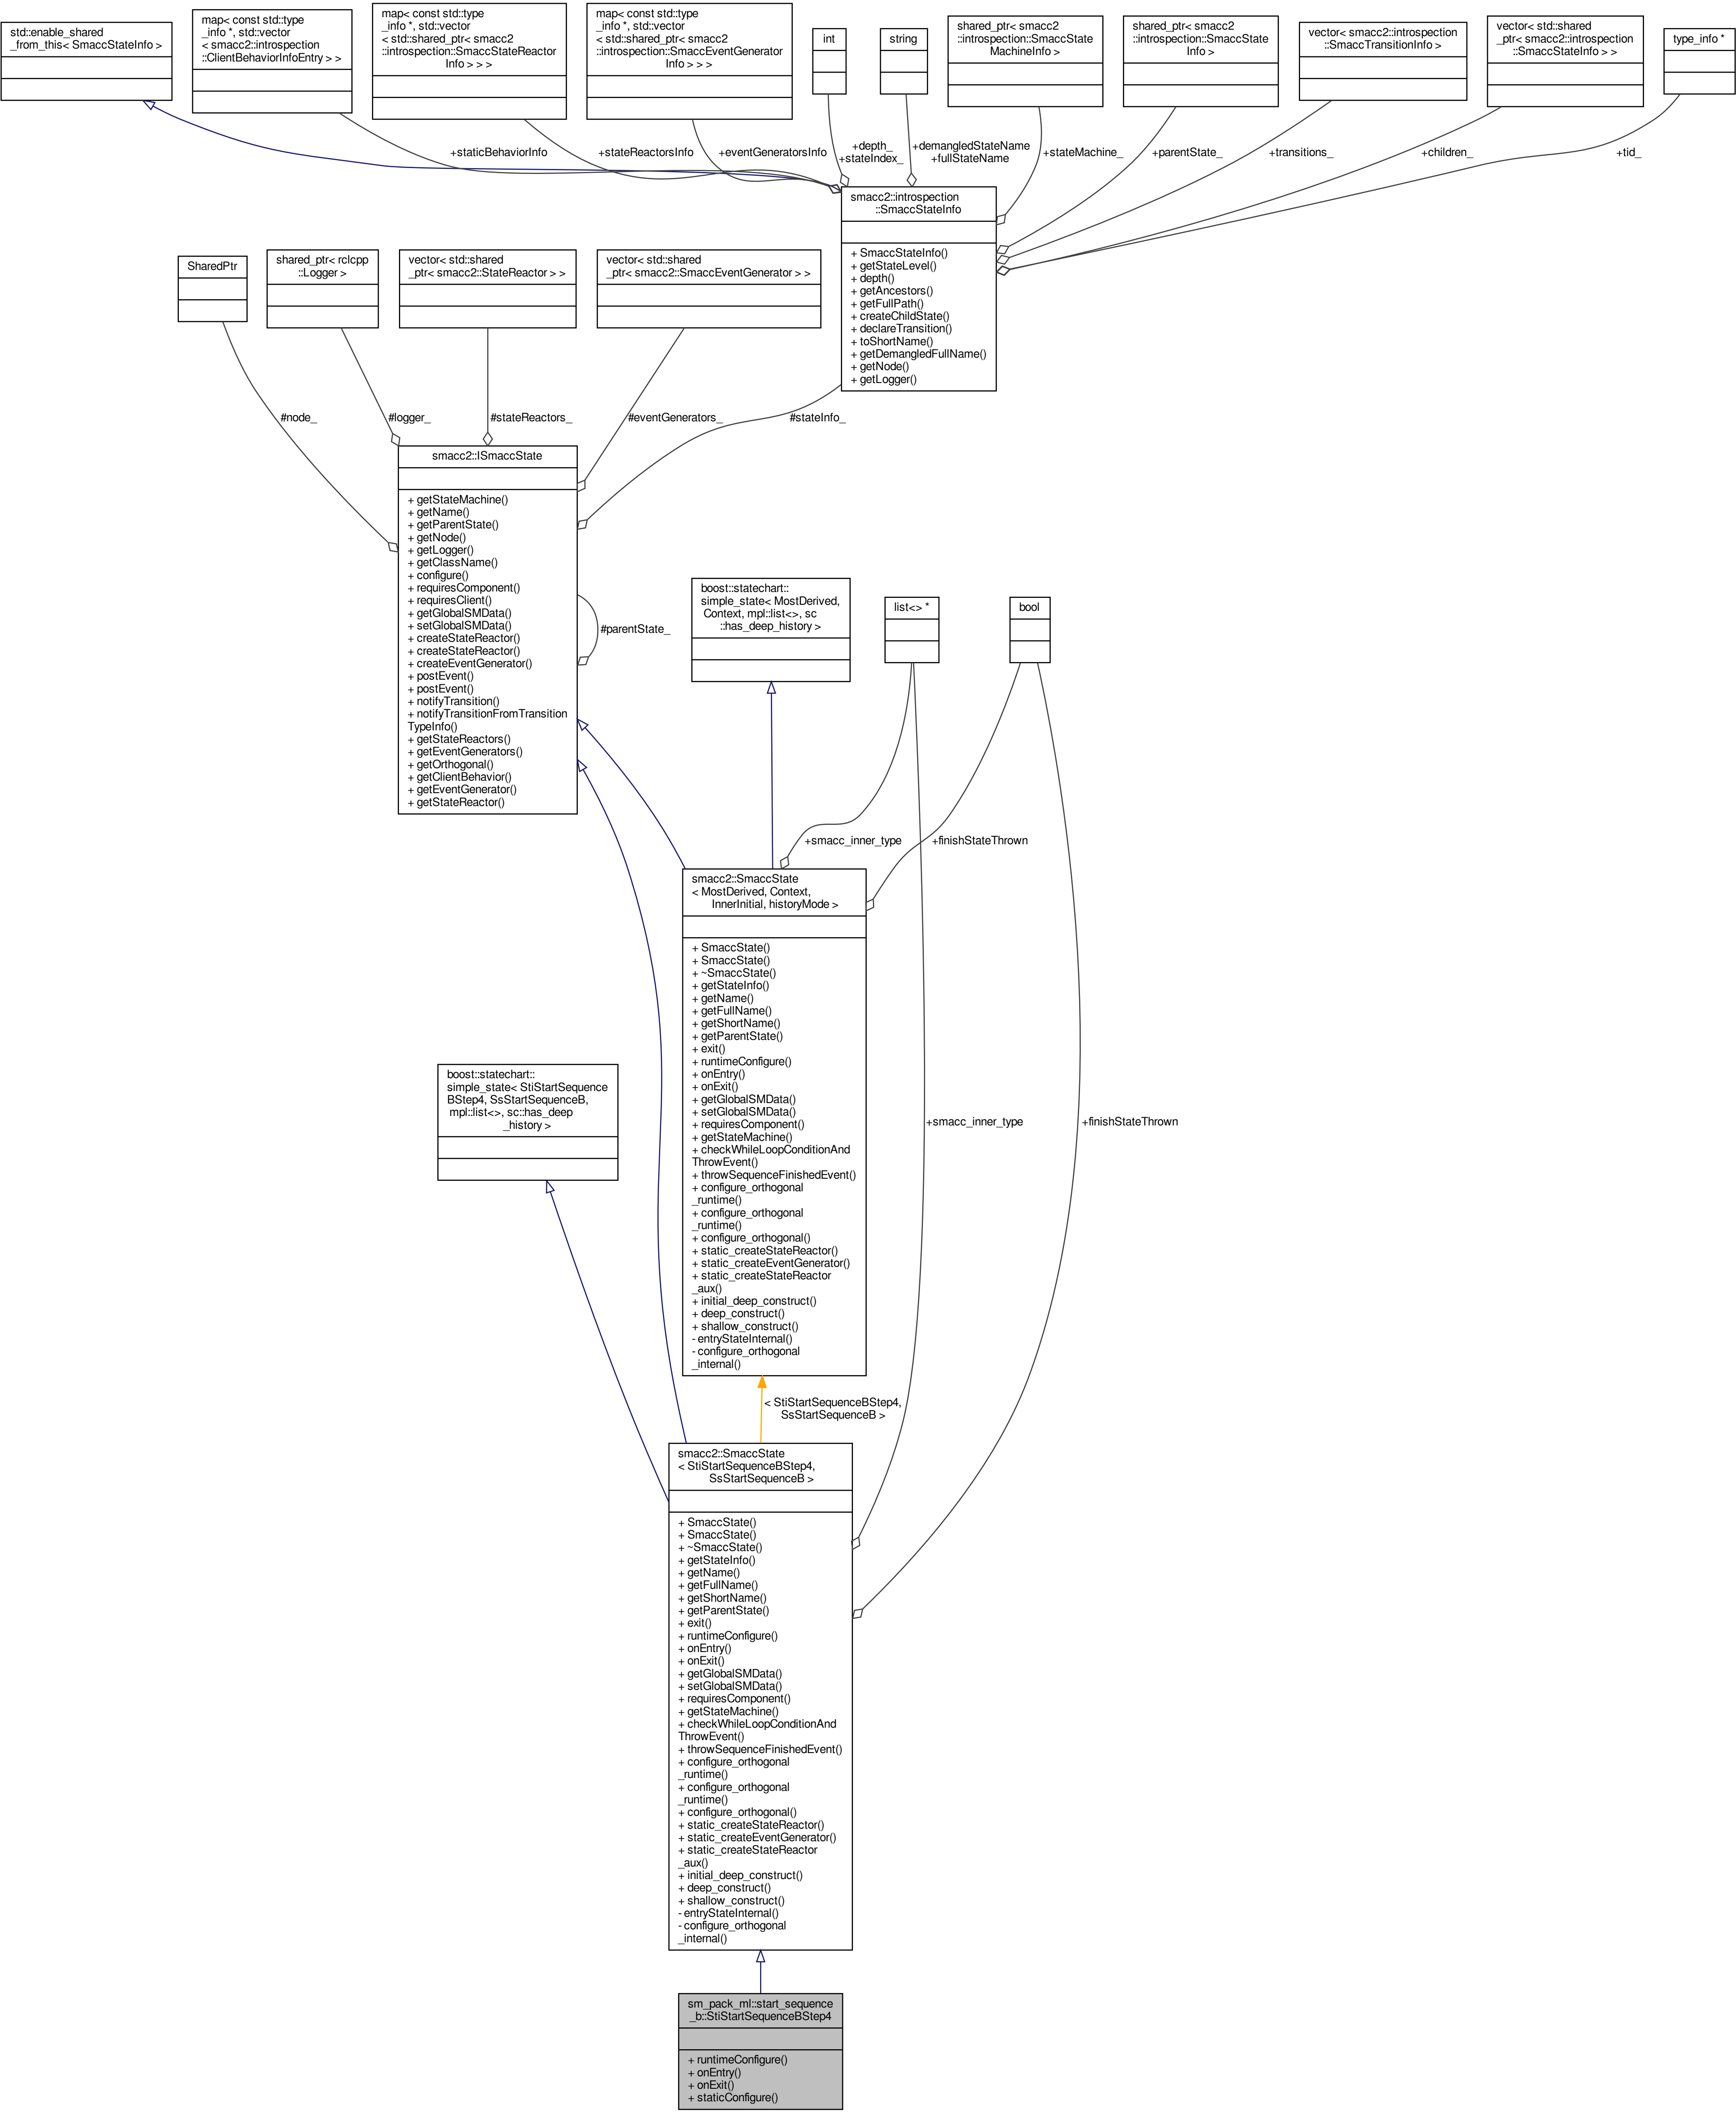 std::enable_shared
_from_this< SmaccStateInfo >
map< const std::type
_info *, std::vector
< smacc2::introspection
::ClientBehaviorInfoEntry > >
map< const std::type
_info *, std::vector
< std::shared_ptr< smacc2
::introspection::SmaccStateReactor
Info > > >
map< const std::type
_info *, std::vector
< std::shared_ptr< smacc2
::introspection::SmaccEventGenerator
Info > > >
int
string
shared_ptr< smacc2
::introspection::SmaccState
MachineInfo >
shared_ptr< smacc2
::introspection::SmaccState
Info >
vector< smacc2::introspection
::SmaccTransitionInfo >
vector< std::shared
_ptr< smacc2::introspection
::SmaccStateInfo > >
type_info *
+staticBehaviorInfo
+stateReactorsInfo
+eventGeneratorsInfo
+depth_
+stateIndex_
+demangledStateName
+fullStateName
+stateMachine_
+parentState_
+transitions_
+children_
+tid_
smacc2::introspection
::SmaccStateInfo
+ SmaccStateInfo()
+ getStateLevel()
+ depth()
+ getAncestors()
+ getFullPath()
+ createChildState()
+ declareTransition()
+ toShortName()
+ getDemangledFullName()
+ getNode()
+ getLogger()
SharedPtr
shared_ptr< rclcpp
::Logger >
vector< std::shared
_ptr< smacc2::StateReactor > >
vector< std::shared
_ptr< smacc2::SmaccEventGenerator > >
#node_
#logger_
#stateReactors_
#eventGenerators_
#stateInfo_
smacc2::ISmaccState
+ getStateMachine()
+ getName()
+ getParentState()
+ getNode()
+ getLogger()
+ getClassName()
+ configure()
+ requiresComponent()
+ requiresClient()
+ getGlobalSMData()
+ setGlobalSMData()
+ createStateReactor()
+ createStateReactor()
+ createEventGenerator()
+ postEvent()
+ postEvent()
+ notifyTransition()
+ notifyTransitionFromTransition
TypeInfo()
+ getStateReactors()
+ getEventGenerators()
+ getOrthogonal()
+ getClientBehavior()
+ getEventGenerator()
+ getStateReactor()
#parentState_
boost::statechart::
simple_state< MostDerived,
Context, mpl::list<>, sc
::has_deep_history >
list<> *
bool
+smacc_inner_type
+finishStateThrown
smacc2::SmaccState
< MostDerived, Context,
InnerInitial, historyMode >
+ SmaccState()
+ SmaccState()
+ ~SmaccState()
+ getStateInfo()
+ getName()
+ getFullName()
+ getShortName()
+ getParentState()
+ exit()
+ runtimeConfigure()
+ onEntry()
+ onExit()
+ getGlobalSMData()
+ setGlobalSMData()
+ requiresComponent()
+ getStateMachine()
+ checkWhileLoopConditionAnd
ThrowEvent()
+ throwSequenceFinishedEvent()
+ configure_orthogonal
_runtime()
+ configure_orthogonal
_runtime()
+ configure_orthogonal()
+ static_createStateReactor()
+ static_createEventGenerator()
+ static_createStateReactor
_aux()
+ initial_deep_construct()
+ deep_construct()
+ shallow_construct()
- entryStateInternal()
- configure_orthogonal
_internal()
boost::statechart::
simple_state< StiStartSequence
BStep4, SsStartSequenceB,
mpl::list<>, sc::has_deep
_history >
+smacc_inner_type
+finishStateThrown
< StiStartSequenceBStep4,
SsStartSequenceB >
smacc2::SmaccState
< StiStartSequenceBStep4,
SsStartSequenceB >
+ SmaccState()
+ SmaccState()
+ ~SmaccState()
+ getStateInfo()
+ getName()
+ getFullName()
+ getShortName()
+ getParentState()
+ exit()
+ runtimeConfigure()
+ onEntry()
+ onExit()
+ getGlobalSMData()
+ setGlobalSMData()
+ requiresComponent()
+ getStateMachine()
+ checkWhileLoopConditionAnd
ThrowEvent()
+ throwSequenceFinishedEvent()
+ configure_orthogonal
_runtime()
+ configure_orthogonal
_runtime()
+ configure_orthogonal()
+ static_createStateReactor()
+ static_createEventGenerator()
+ static_createStateReactor
_aux()
+ initial_deep_construct()
+ deep_construct()
+ shallow_construct()
- entryStateInternal()
- configure_orthogonal
_internal()
sm_pack_ml::start_sequence
_b::StiStartSequenceBStep4
+ runtimeConfigure()
+ onEntry()
+ onExit()
+ staticConfigure()